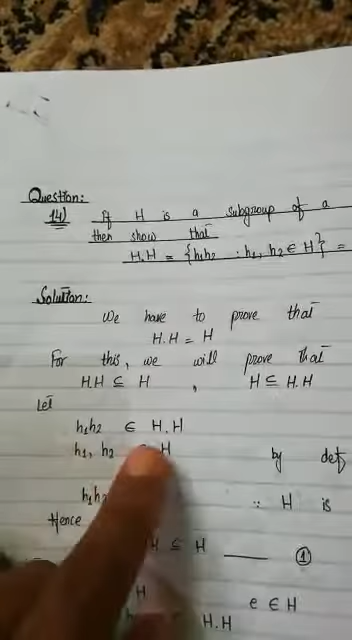 Question:
14) If H is a subgroup of a
then show that
H.H = {h₁h₂ : h₁, h₂ ∈ H} =
Solution:
We have to prove that
H.H = H
For this, we will prove that
H.H ⊆ H , H ⊆ H.H
Let
h₁h₂ ∈ H.H
h₁, h₂ H by def
h₁h₂ ∵ H is
Hence
H ⊆ H ——— ①
H e ∈ H
H.H